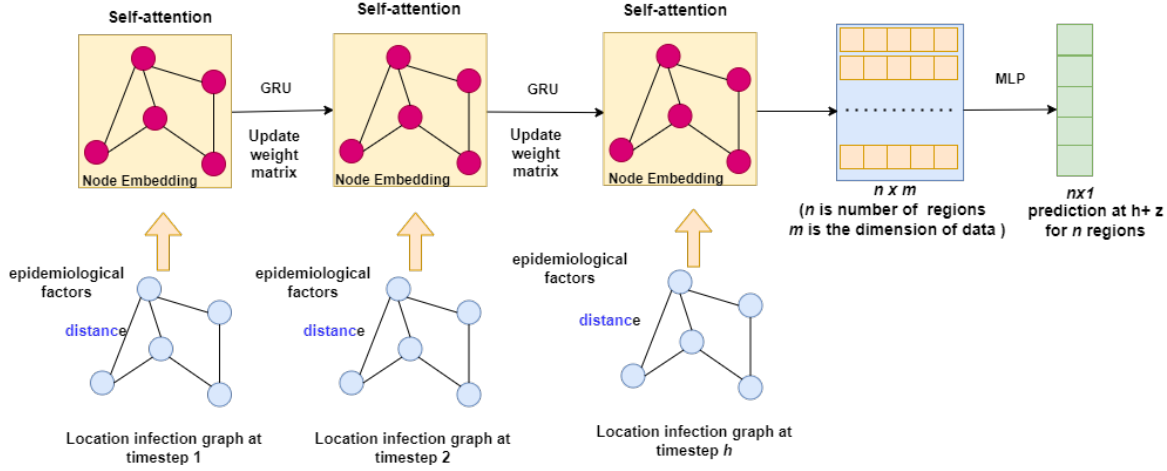 Self-attention
Self-attention
Self-attention
GRU
Update
weight
matrix
GRU
Update
weight
matrix
MLP
Node Embedding
Node Embedding
Node Embedding
n x m
(n is number of regions
m is the dimension of data )
nx1
prediction at h+ z
for n regions
epidemiological
factors
distance
epidemiological
factors
distance
epidemiological
factors
distance
Location infection graph at
timestep 1
Location infection graph at
timestep 2
Location infection graph at
timestep h